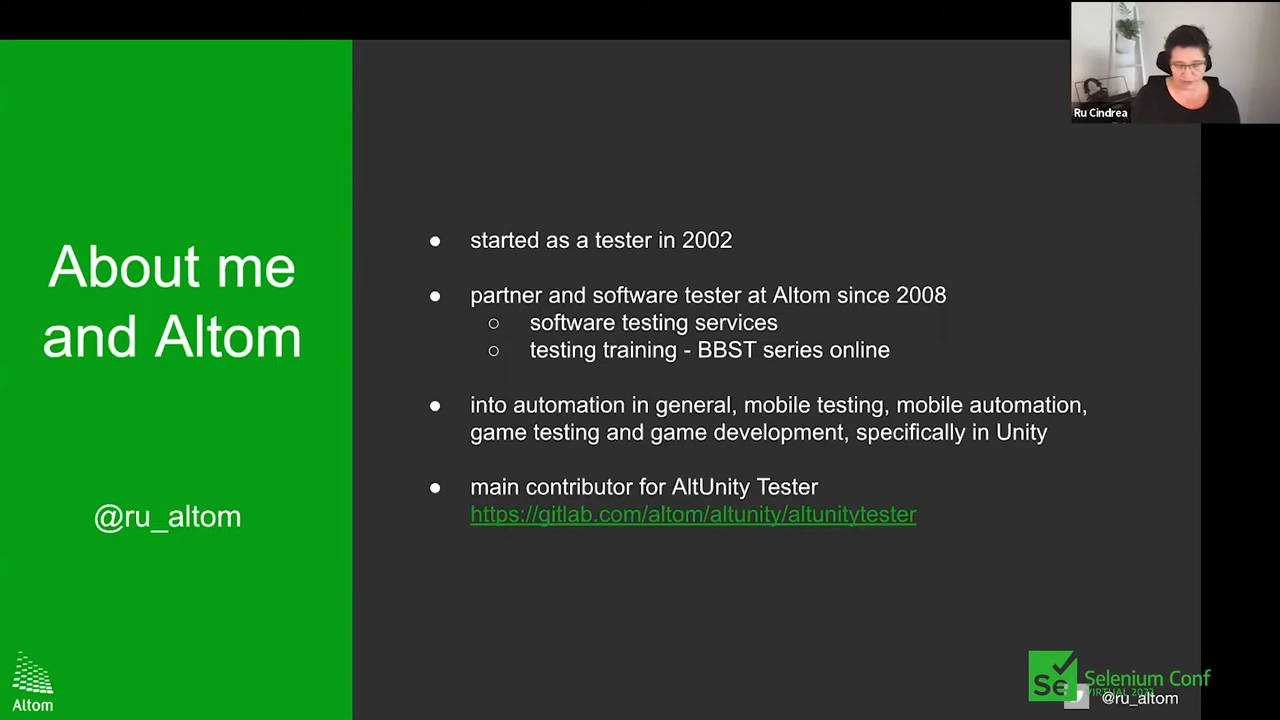 Ru Cindrea
About me
and Altom
@ru_altom
Altom
● started as a tester in 2002
● partner and software tester at Altom since 2008
○ software testing services
○ testing training - BBST series online
● into automation in general, mobile testing, mobile automation,
game testing and game development, specifically in Unity
● main contributor for AltUnity Tester
https://gitlab.com/altom/altunity/altunitytester
Se
Selenium Conf
VIRTUAL
@ru_altom